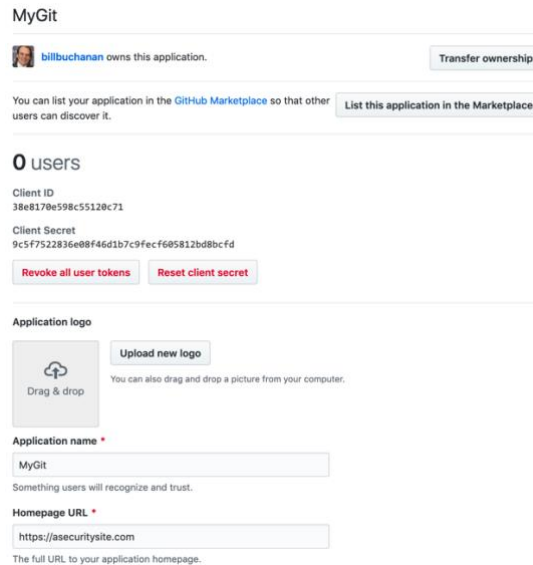 MyGit
billbuchanan owns this application.
Transfer ownership
You can list your application in the GitHub Marketplace so that other
users can discover it.
List this application in the Marketplace
0 users
Client ID
38e8170e598c55120c71
Client Secret
9c5f7522836e08f46d1b7c9fecf605812bd8bcfd
Revoke all user tokens
Reset client secret
Application logo
Drag & drop
Upload new logo
You can also drag and drop a picture from your computer.
Application name *
MyGit
Something users will recognize and trust.
Homepage URL *
https://asecuritysite.com
The full URL to your application homepage.